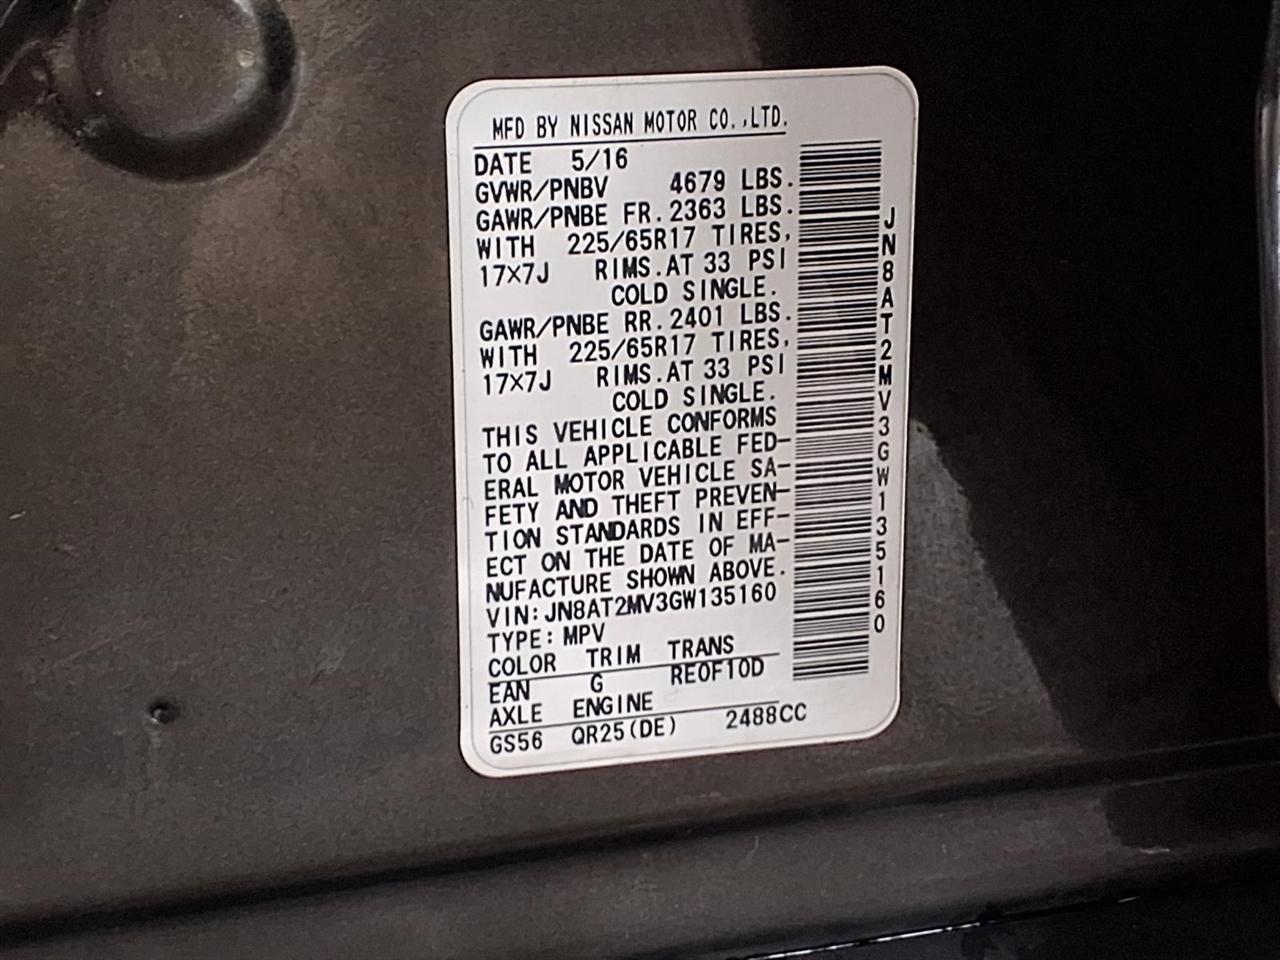 MFD BY NISSAN MOTOR CO.,LTD.
DATE 5/16
GVWR/PNBV 4679 LBS.
GAWR/PNBE FR. 2363 LBS.
WITH 225/65R17 TIRES,
17X7J RIMS. AT 33 PSI
COLD SINGLE.
GAWR/PNBE RR. 2401 LBS.
WITH 225/65R17 TIRES,
17X7J RIMS. AT 33 PSI
COLD SINGLE.
THIS VEHICLE CONFORMS
TO ALL APPLICABLE FED-
ERAL MOTOR VEHICLE SA-
FETY AND THEFT PREVEN-
TION STANDARDS IN EFF-
ECT ON THE DATE OF MA-
NUFACTURE SHOWN ABOVE.
VIN: JN8AT2MV3GW135160
TYPE: MPV
COLOR TRIM TRANS
EAN G RE0F10D
AXLE ENGINE
GS56 QR25(DE) 2488CC
JN8AT2MV3GW135160